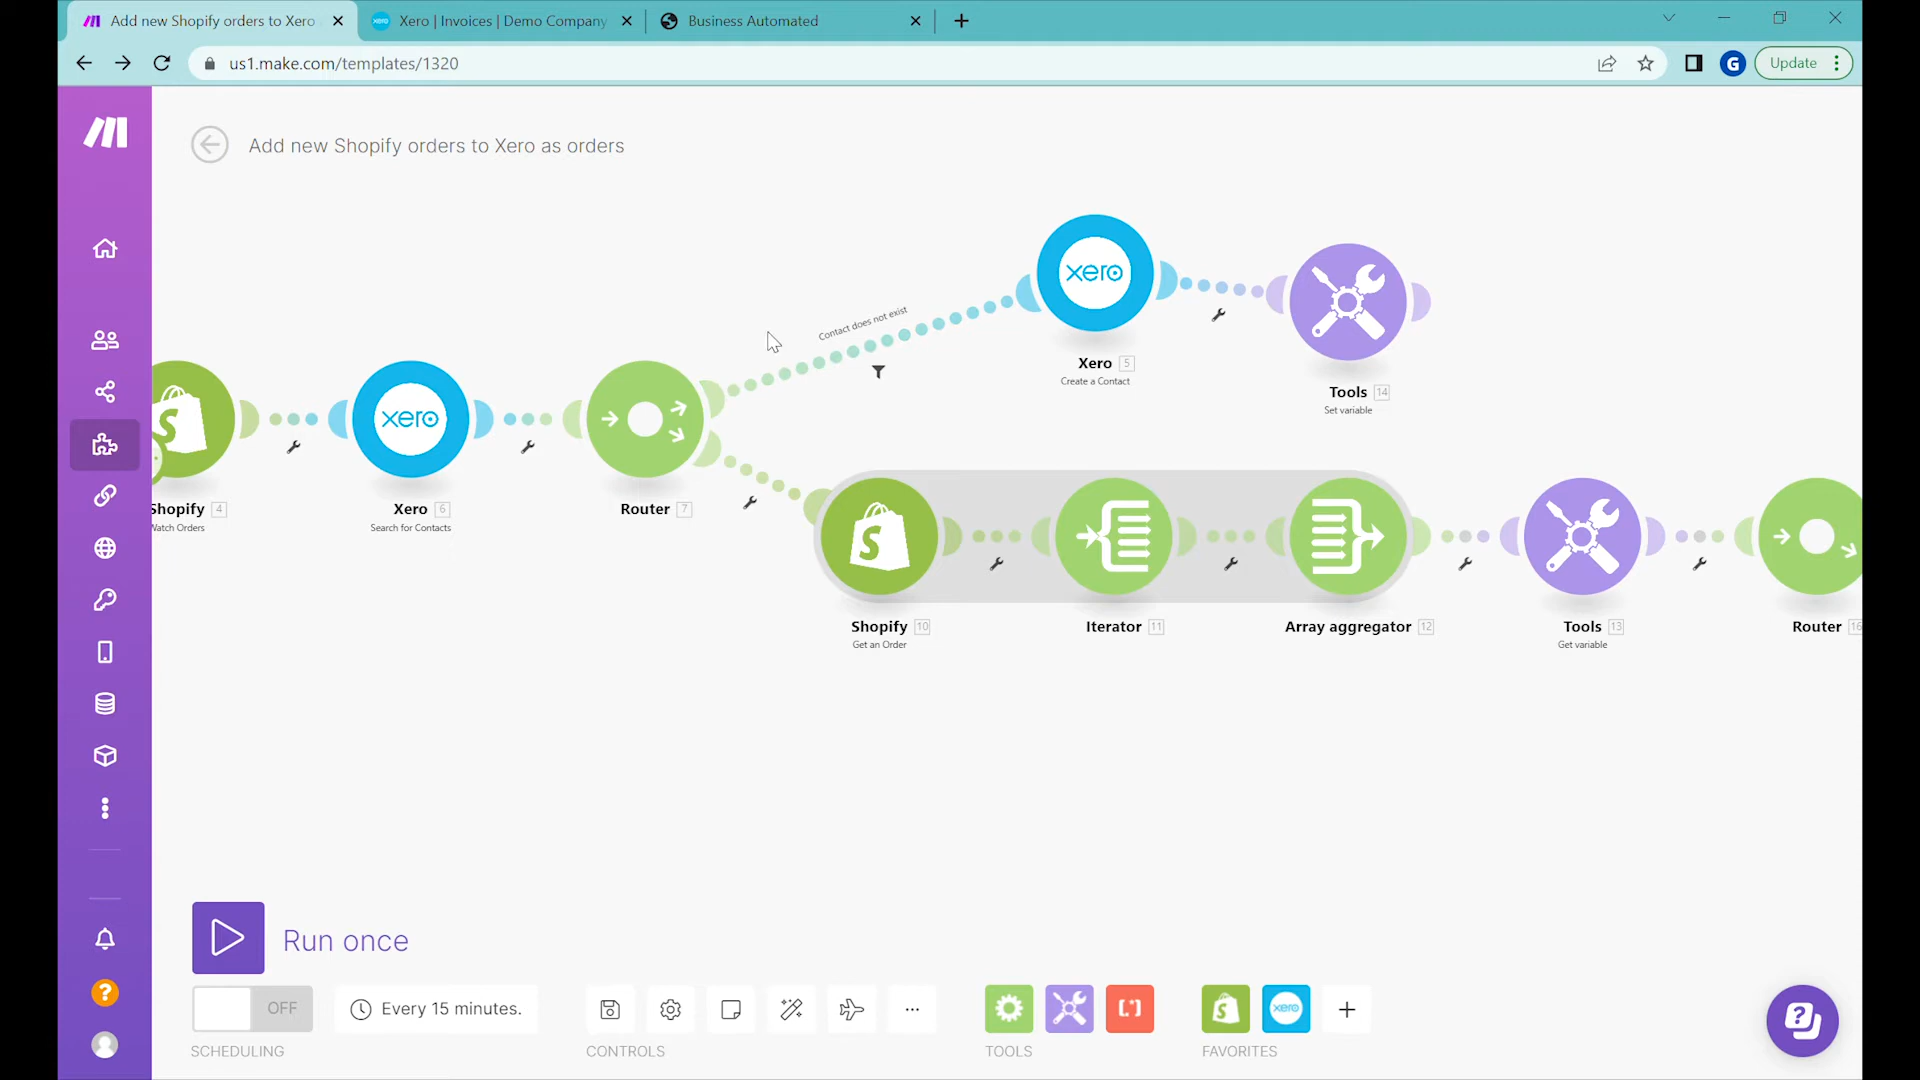 Add new Shopify orders to Xero
Xero | Invoices | Demo Company
Business Automated
us1.make.com/templates/1320
G
Update
Add new Shopify orders to Xero as orders
Contact does not exist
xero
Xero 5
Create a Contact
Tools 14
Set variable
S
Shopify 4
Watch Orders
xero
Xero 6
Search for Contacts
Router 7
S
Shopify 10
Get an Order
Iterator 11
Array aggregator 12
Tools 13
Get variable
Router 16
Run once
OFF
Every 15 minutes.
SCHEDULING
CONTROLS
TOOLS
S
xero
FAVORITES